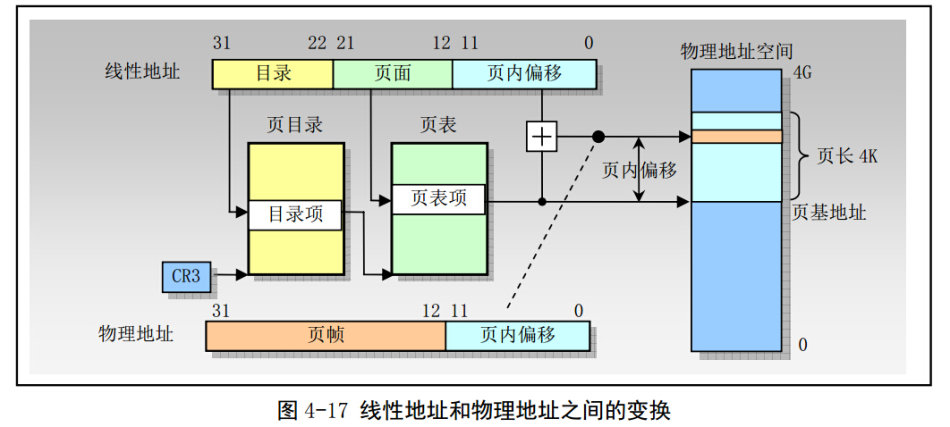 31 22 21 12 11 0
线性地址 目录 页面 页内偏移
物理地址空间
4G
页目录 页表
页长 4K
页内偏移
目录项 页表项
页基地址
CR3
31 12 11 0
物理地址 页帧 页内偏移
0
图 4-17 线性地址和物理地址之间的变换